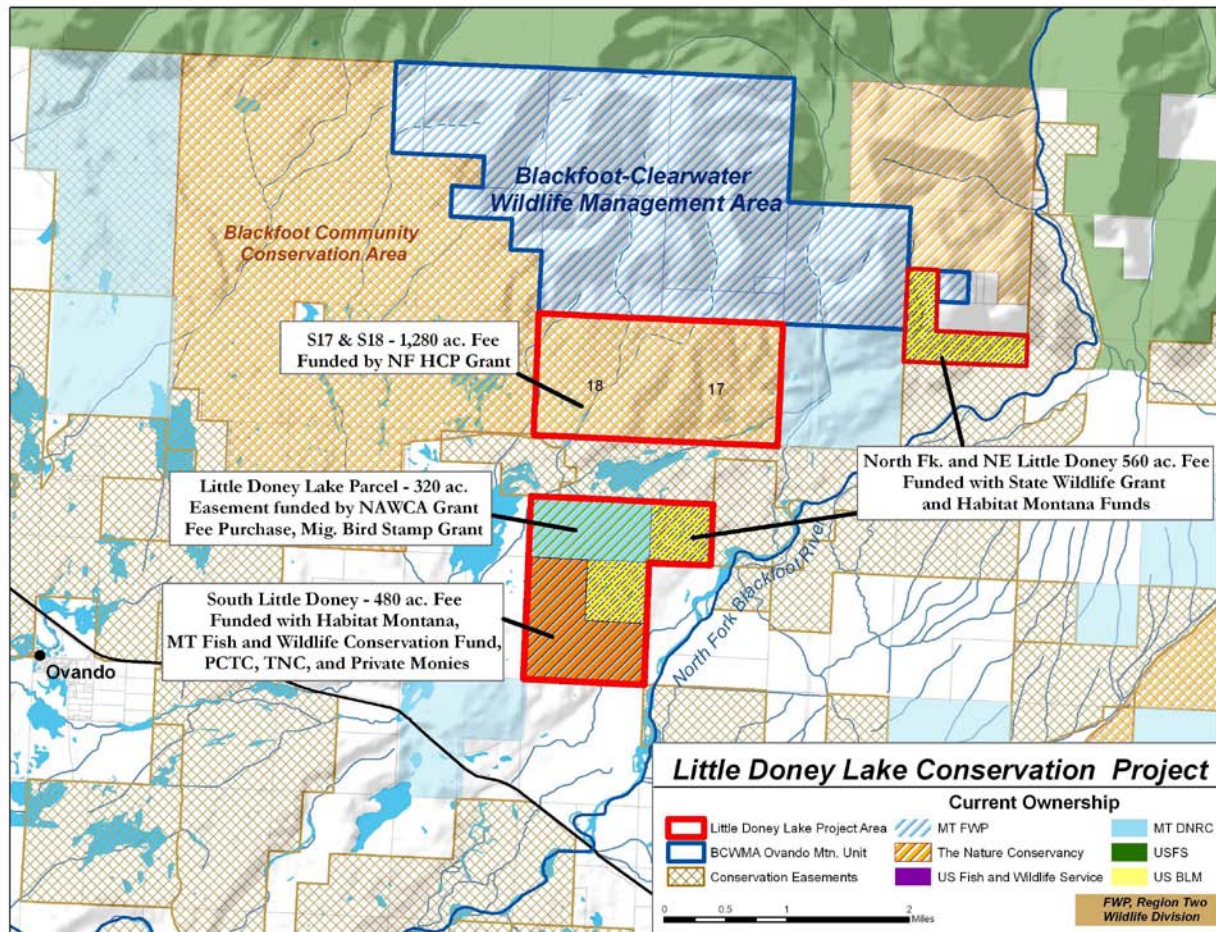 Blackfoot-Clearwater
Wildlife Management Area
Blackfoot Community
Conservation Area
S17 & S18 - 1,280 ac. Fee
Funded by NF HCP Grant
18
17
North Fk. and NE Little Doney 560 ac. Fee
Funded with State Wildlife Grant
and Habitat Montana Funds
Little Doney Lake Parcel - 320 ac.
Easement funded by NAWCA Grant
Fee Purchase, Mig. Bird Stamp Grant
South Little Doney - 480 ac. Fee
Funded with Habitat Montana,
MT Fish and Wildlife Conservation Fund,
PCTC, TNC, and Private Monies
North Fork Blackfoot River
Ovando
Little Doney Lake Conservation Project
Current Ownership
Little Doney Lake Project Area
BCWMA Ovando Mtn. Unit
Conservation Easements
MT FWP
The Nature Conservancy
US Fish and Wildlife Service
MT DNRC
USFS
US BLM
0 0.5 1 2
Miles
FWP, Region Two
Wildlife Division